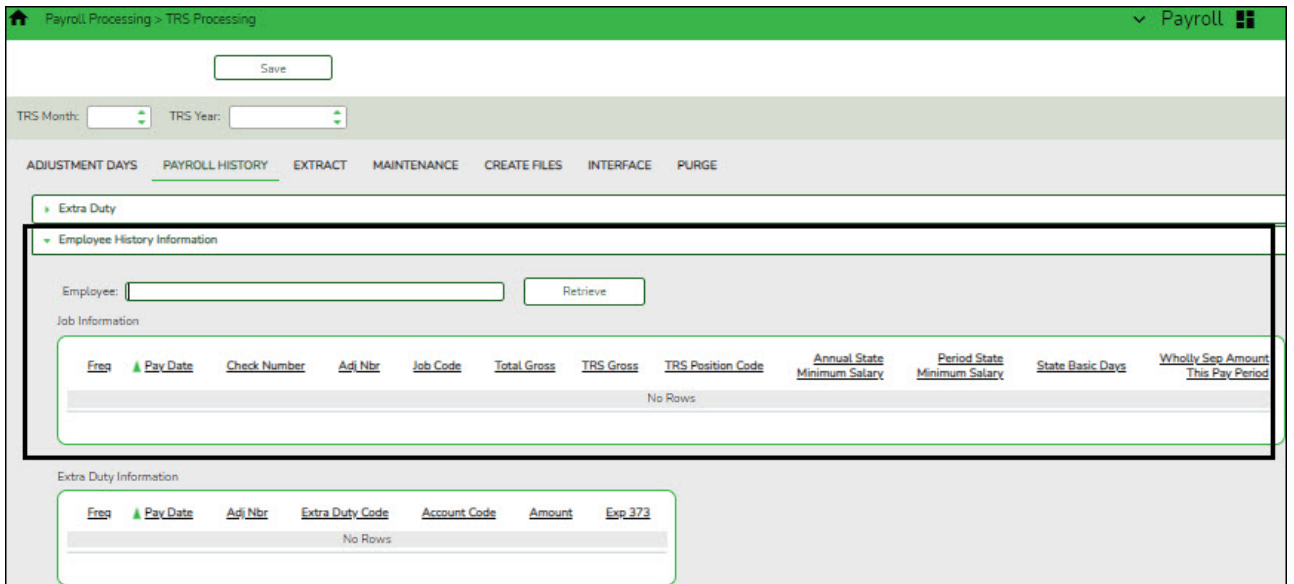 Payroll Processing > TRS Processing
Payroll
Save
TRS Month:
TRS Year:
ADJUSTMENT DAYS PAYROLL HISTORY EXTRACT MAINTENANCE CREATE FILES INTERFACE PURGE
Extra Duty
Employee History Information
Employee:
Retrieve
Job Information
Freq Pay Date Check Number Adj Nbr Job Code Total Gross TRS Gross TRS Position Code Annual State Minimum Salary Period State Minimum Salary State Basic Days Wholly Sep Amount This Pay Period
No Rows
Extra Duty Information
Freq Pay Date Adj Nbr Extra Duty Code Account Code Amount Exp 373
No Rows